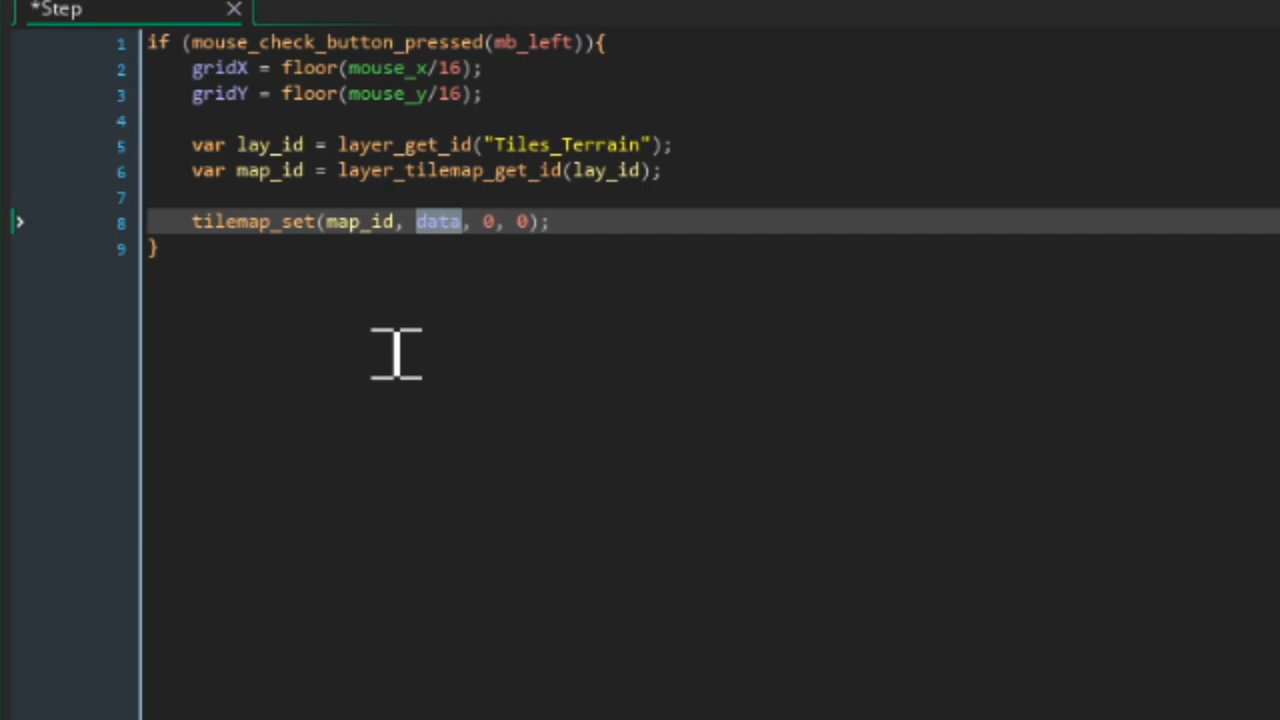 *Step
1 if (mouse_check_button_pressed(mb_left)){
2 gridX = floor(mouse_x/16);
3 gridY = floor(mouse_y/16);
4
5 var lay_id = layer_get_id("Tiles_Terrain");
6 var map_id = layer_tilemap_get_id(lay_id);
7
8 tilemap_set(map_id, data, 0, 0);
9 }